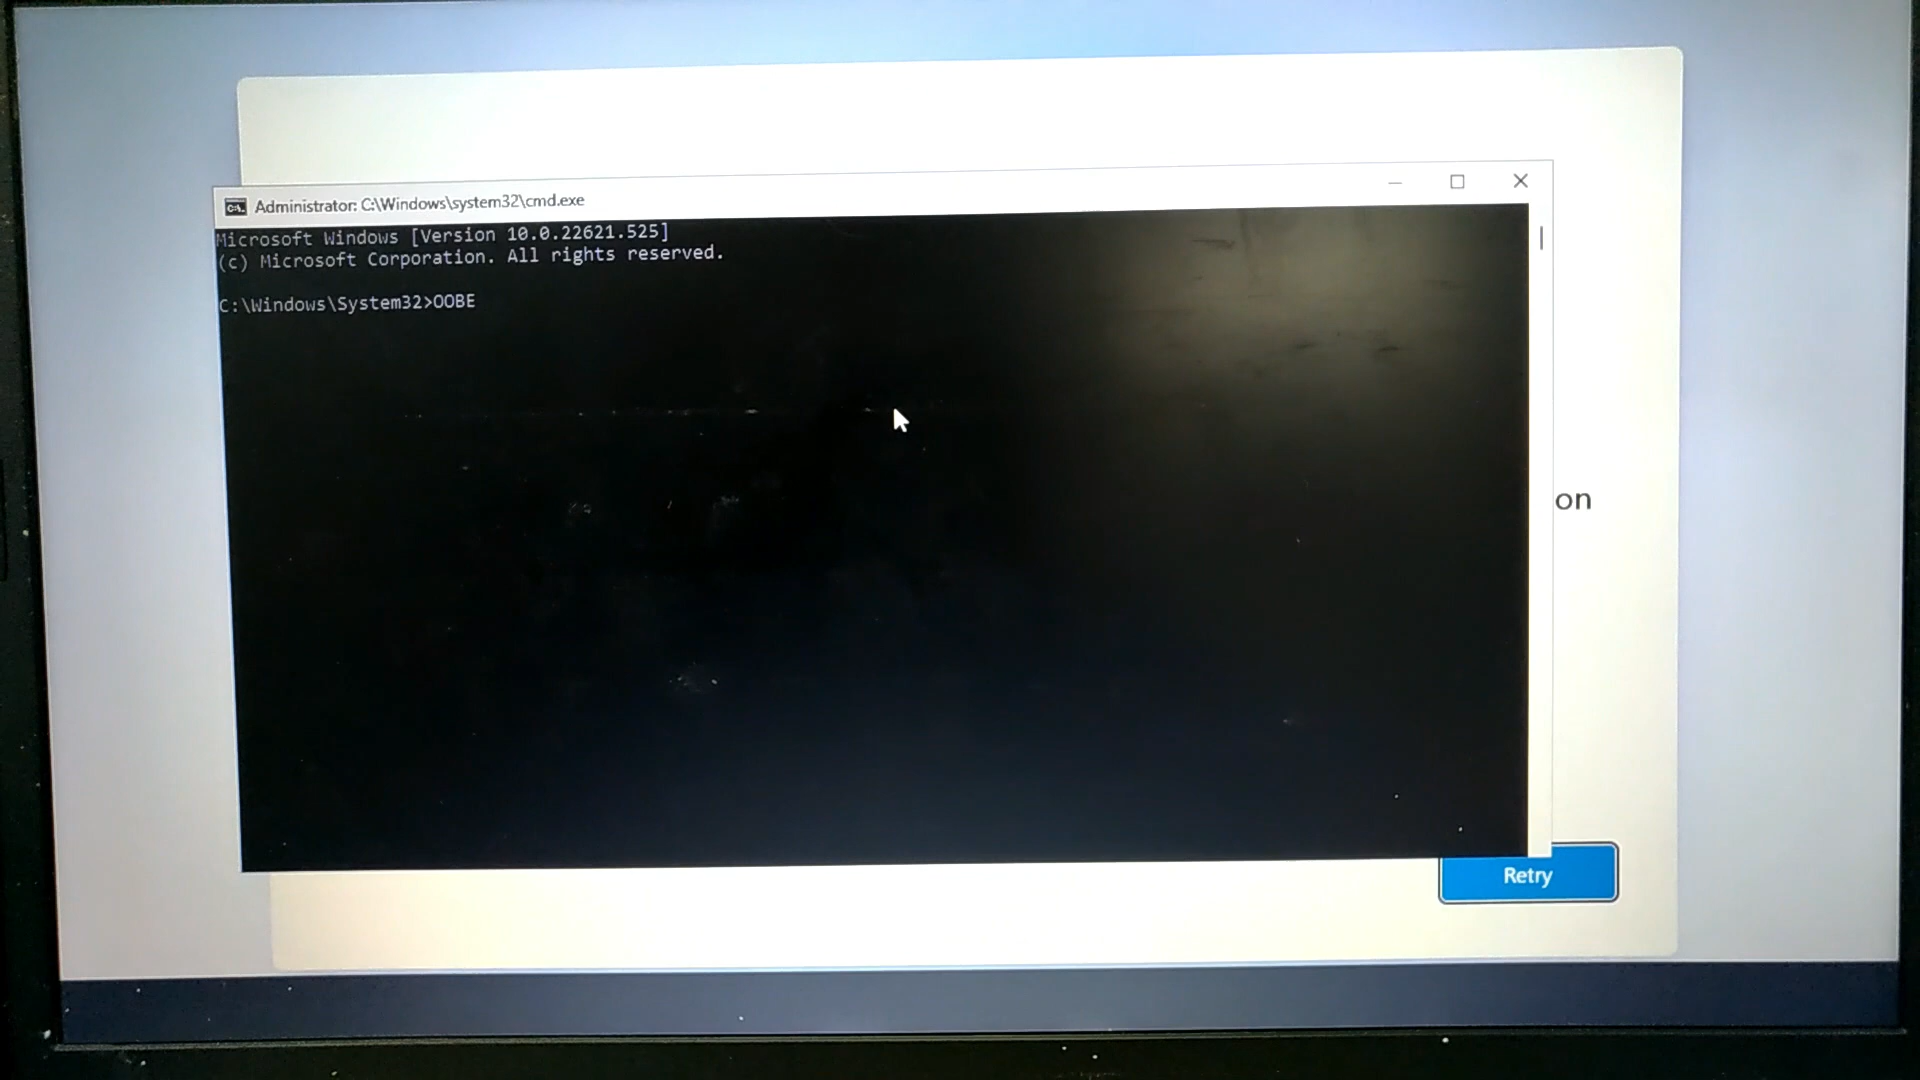 Administrator: C:\Windows\system32\cmd.exe
Microsoft Windows [Version 10.0.22621.525]
(c) Microsoft Corporation. All rights reserved.
C:\Windows\System32>OOBE
on
Retry